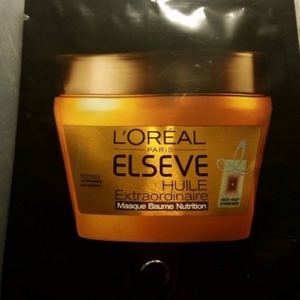 L'ORÉAL
PARIS
ELSEVE
HUILE
Extraordinaire
Masque Baume Nutrition